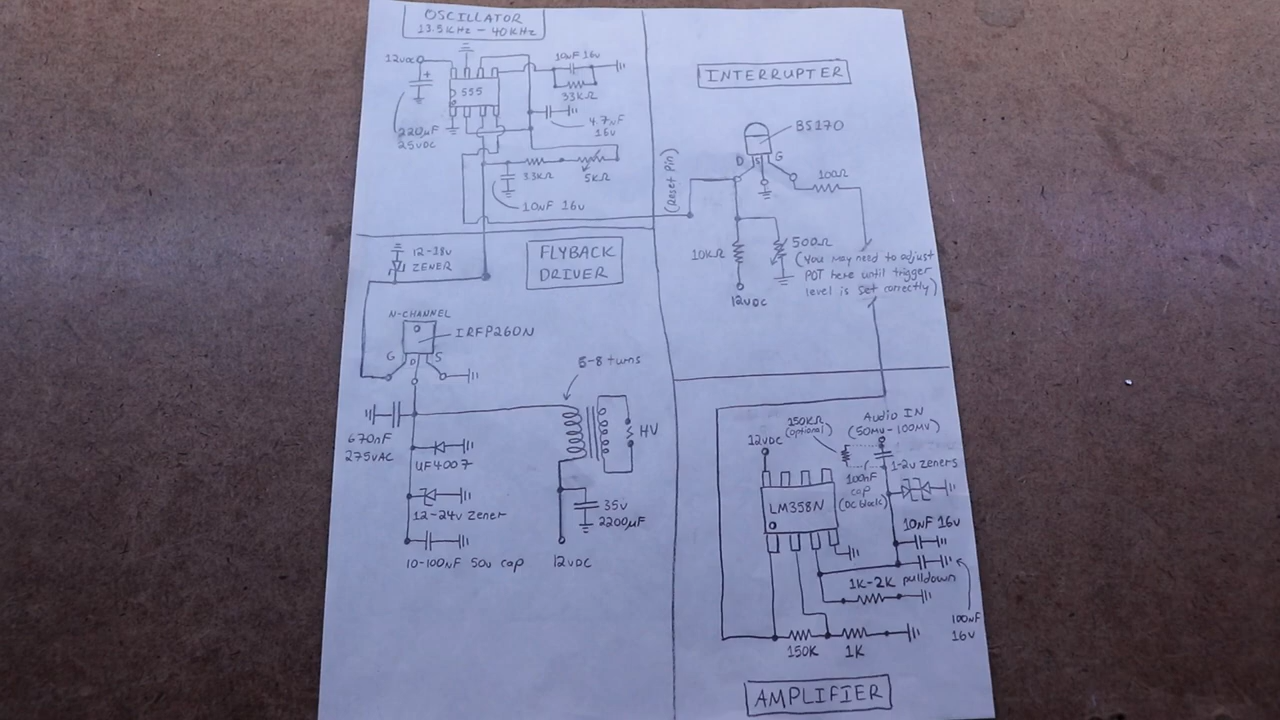 OSCILLATOR
13.5KHz - 40KHz
12VDC
555
10nF 16v
33KΩ
4.7nF
16v
220µF
25VDC
3.3KΩ
5KΩ
10nF 16v
(Reset Pin)
INTERRUPTER
BS170
D S G
100Ω
10KΩ
12VDC
500Ω
(You may need to adjust
POT here until trigger
level is set correctly)
FLYBACK
DRIVER
12-18v
ZENER
N-CHANNEL
IRFP260N
G D S
5-8 turns
HV
670nF
275VAC
UF4007
12-24v Zener
10-100nF 50v cap
35v
2200µF
12VDC
Audio IN
(50mv-100mv)
150KΩ
(optional)
12VDC
1-2v Zeners
100nF
cap
(DC block)
LM358N
10nF 16v
1K-2K pulldown
100nF
16v
150K
1K
AMPLIFIER